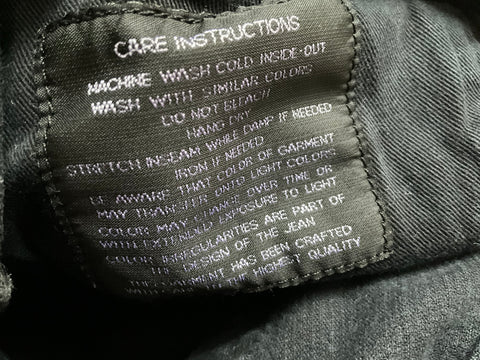 CARE INSTRUCTIONS
MACHINE WASH COLD INSIDE-OUT
WASH WITH SIMILAR COLORS
DO NOT BLEACH
HANG DRY
STRETCH INSEAM WHILE DAMP IF NEEDED
IRON IF NEEDED
BE AWARE THAT COLOR OF GARMENT
MAY TRANSFER ONTO LIGHT COLORS
COLOR MAY CHANGE OVER TIME OR
WITH EXTENDED EXPOSURE TO LIGHT
COLOR IRREGULARITIES ARE PART OF
THE DESIGN OF THE JEAN
GARMENT HAS BEEN CRAFTED
THE HIGHEST QUALITY